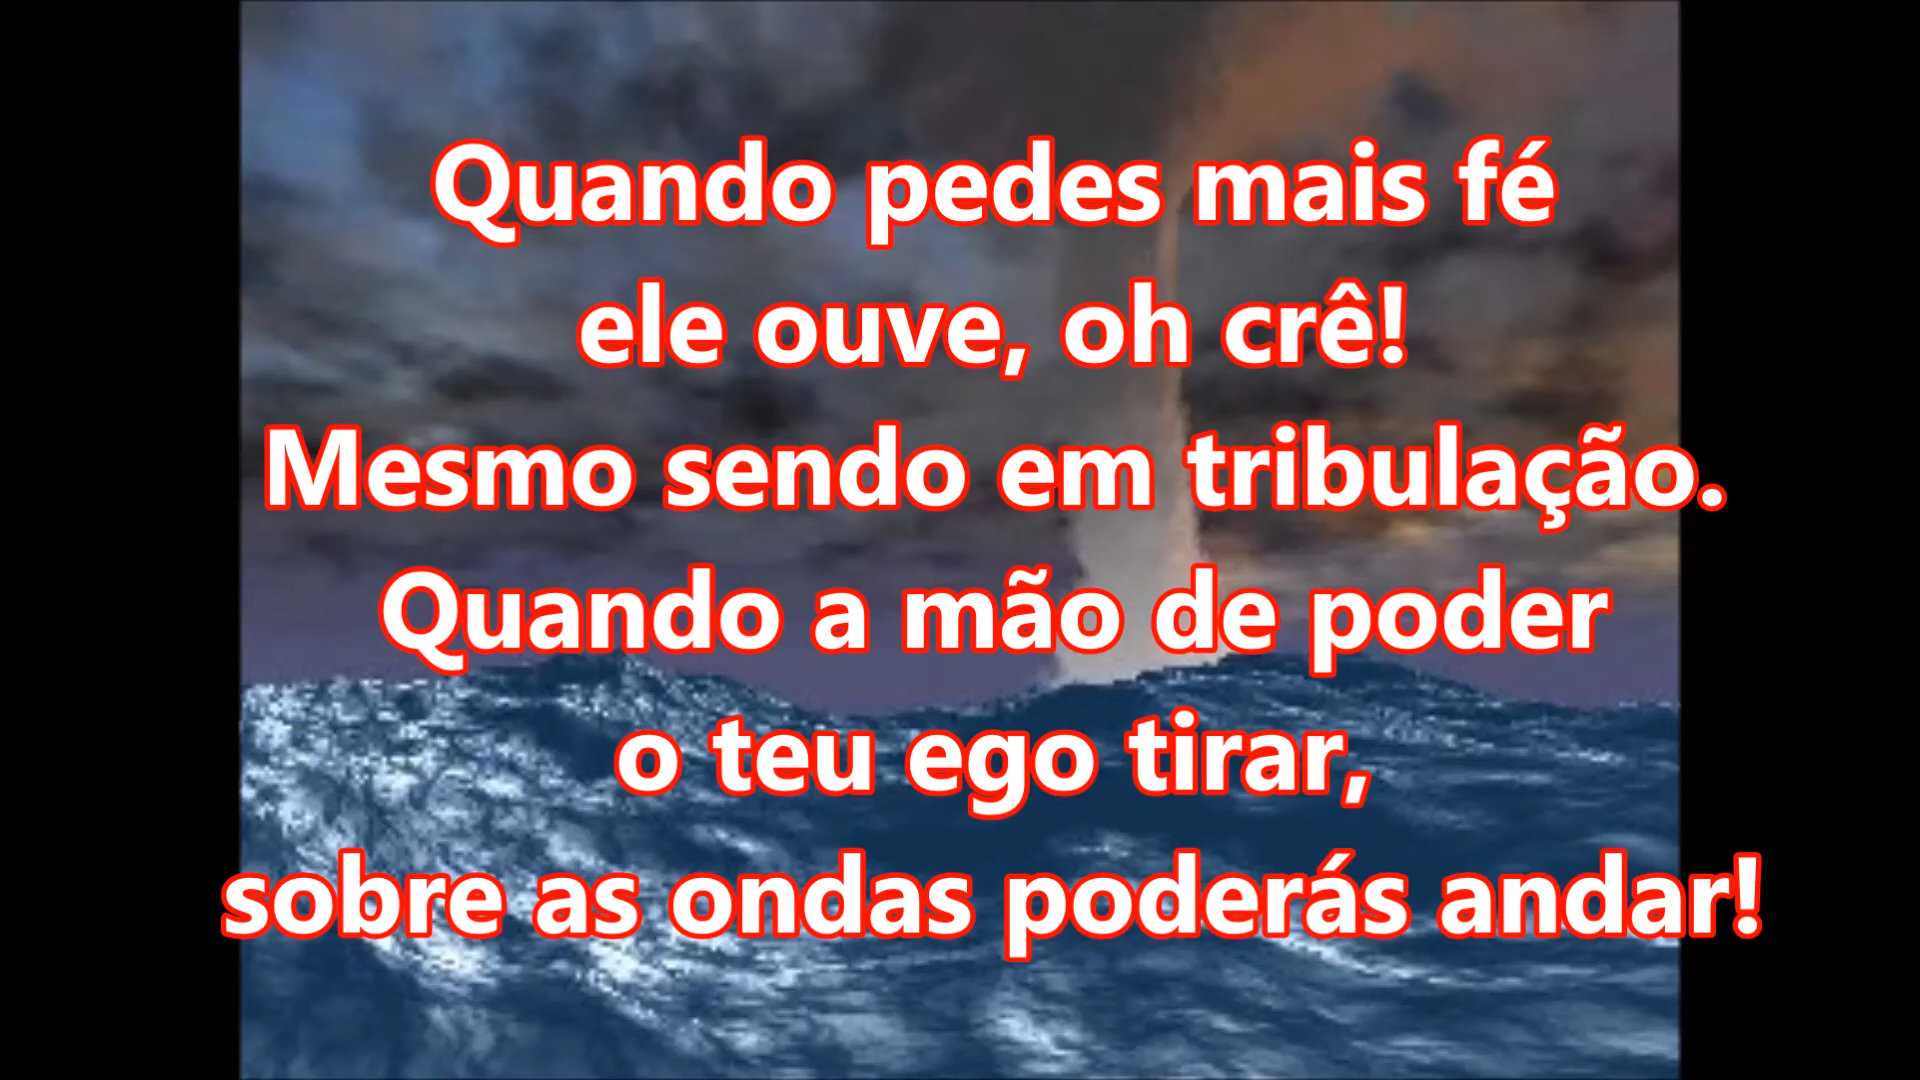 Quando pedes mais fé
ele ouve, oh crê!
Mesmo sendo em tribulação.
Quando a mão de poder
o teu ego tirar,
sobre as ondas poderás andar!